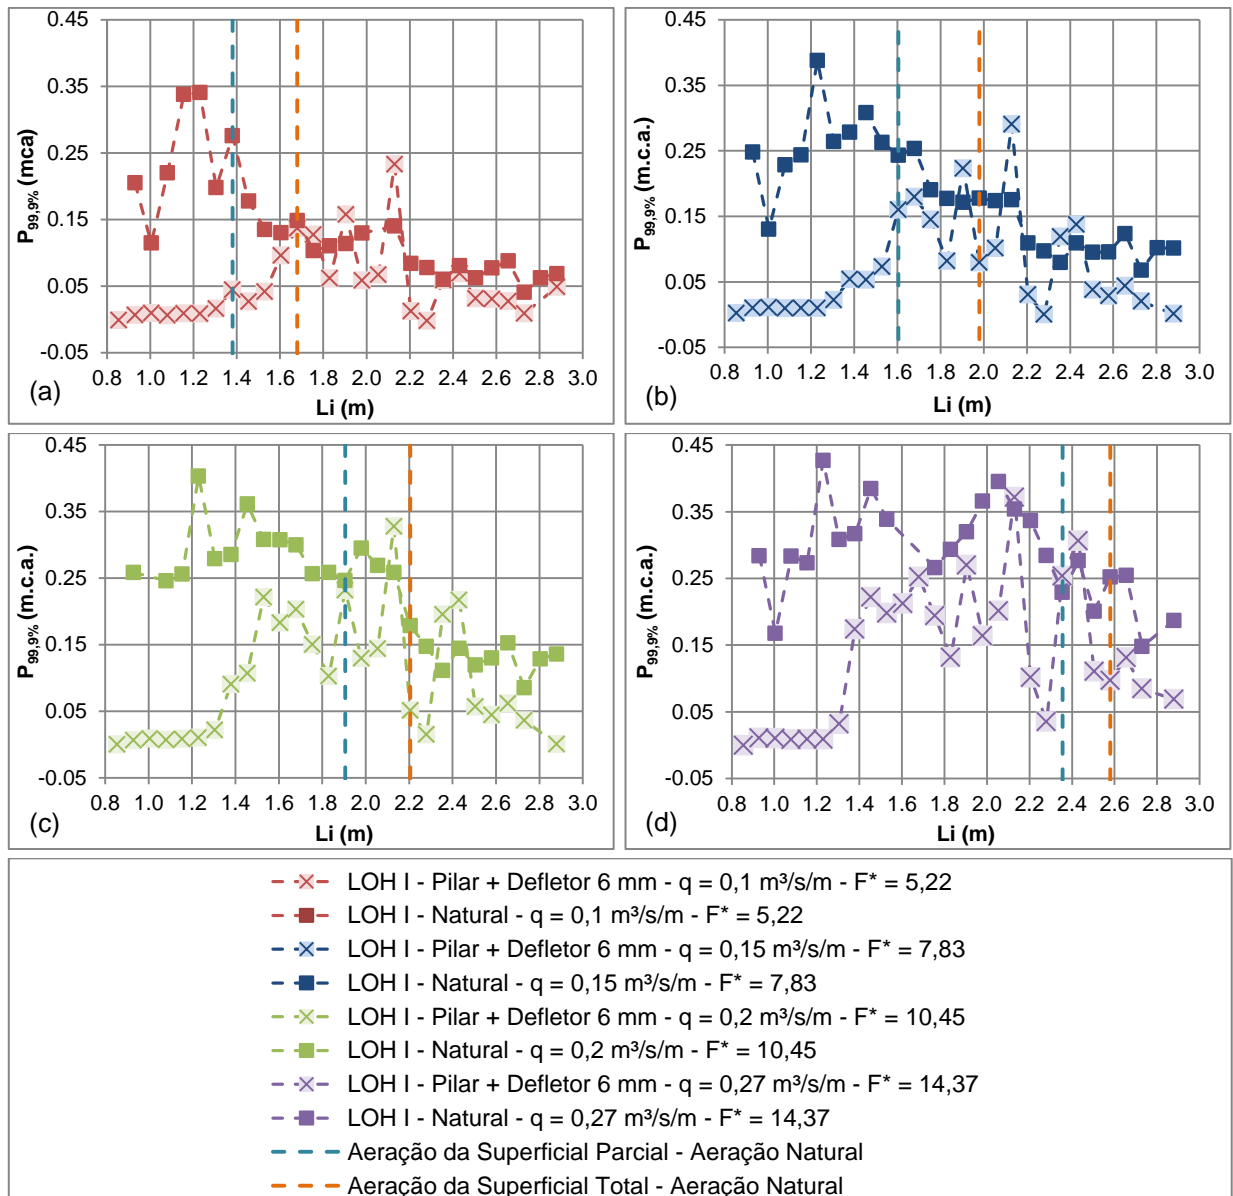 0.45
0.35
0.25
0.15
0.05
-0.05
P99,9% (mca)
0.8 1.0 1.2 1.4 1.6 1.8 2.0 2.2 2.4 2.6 2.8 3.0
(a)
Li (m)
0.45
0.35
0.25
0.15
0.05
-0.05
P99,9% (m.c.a.)
0.8 1.0 1.2 1.4 1.6 1.8 2.0 2.2 2.4 2.6 2.8 3.0
(b)
Li (m)
0.45
0.35
0.25
0.15
0.05
-0.05
P99,9% (m.c.a.)
0.8 1.0 1.2 1.4 1.6 1.8 2.0 2.2 2.4 2.6 2.8 3.0
(c)
Li (m)
0.45
0.35
0.25
0.15
0.05
-0.05
P99,9% (m.c.a.)
0.8 1.0 1.2 1.4 1.6 1.8 2.0 2.2 2.4 2.6 2.8 3.0
(d)
Li (m)
LOH I - Pilar + Defletor 6 mm - q = 0,1 m³/s/m - F* = 5,22
LOH I - Natural - q = 0,1 m³/s/m - F* = 5,22
LOH I - Pilar + Defletor 6 mm - q = 0,15 m³/s/m - F* = 7,83
LOH I - Natural - q = 0,15 m³/s/m - F* = 7,83
LOH I - Pilar + Defletor 6 mm - q = 0,2 m³/s/m - F* = 10,45
LOH I - Natural - q = 0,2 m³/s/m - F* = 10,45
LOH I - Pilar + Defletor 6 mm - q = 0,27 m³/s/m - F* = 14,37
LOH I - Natural - q = 0,27 m³/s/m - F* = 14,37
Aeração da Superficial Parcial - Aeração Natural
Aeração da Superficial Total - Aeração Natural